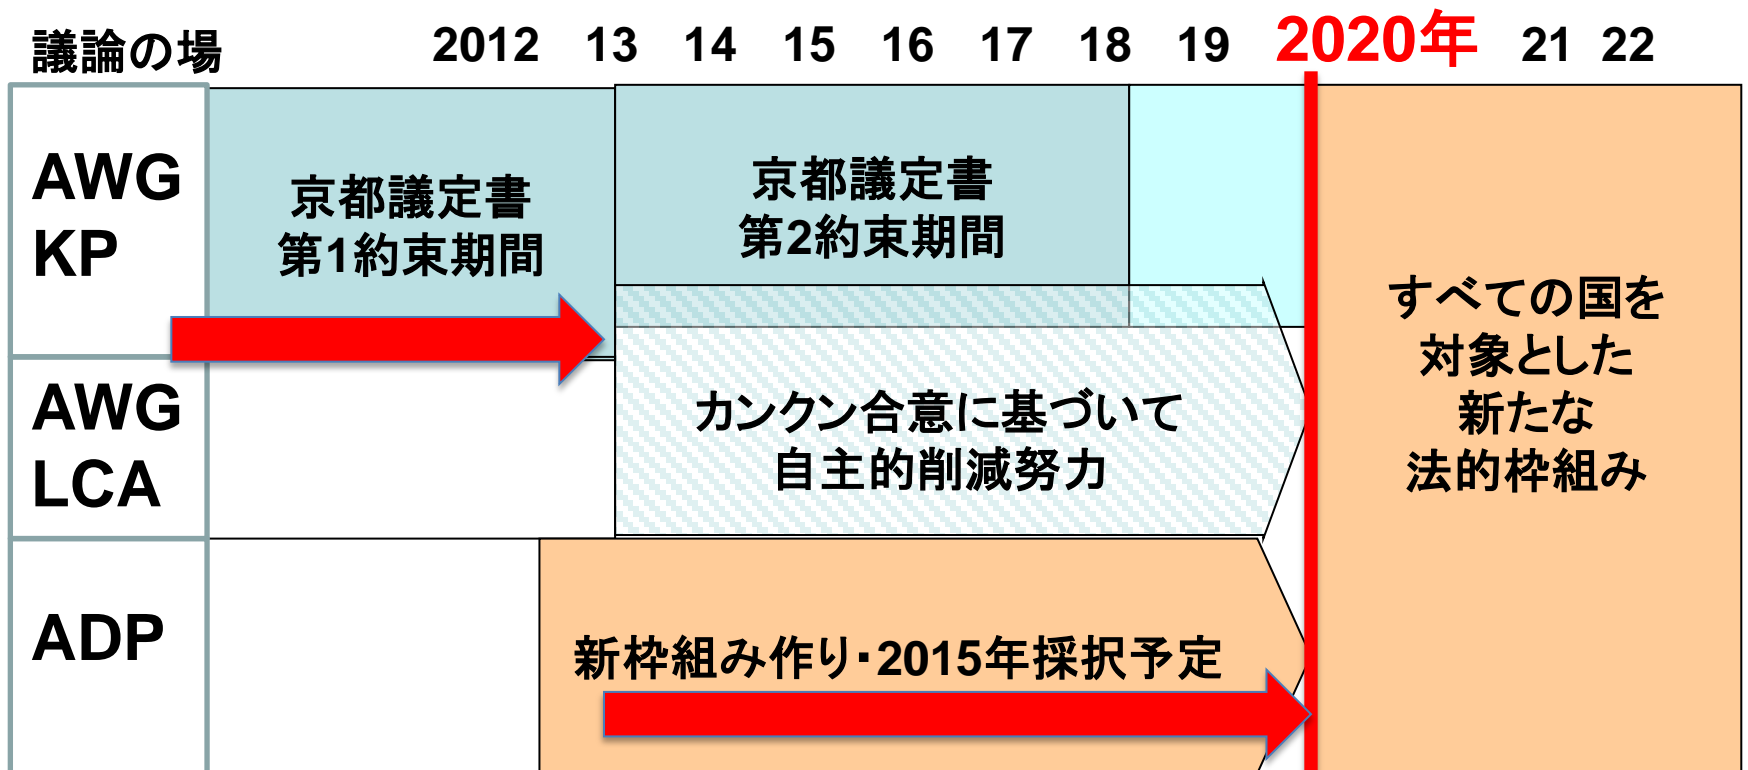 議論の場 2012 13 14 15 16 17 18 19 2020年 21 22
AWG
KP
京都議定書
第1約束期間
京都議定書
第2約束期間
すべての国を
対象とした
新たな
法的枠組み
AWG
LCA
カンクン合意に基づいて
自主的削減努力
ADP
新枠組み作り・2015年採択予定